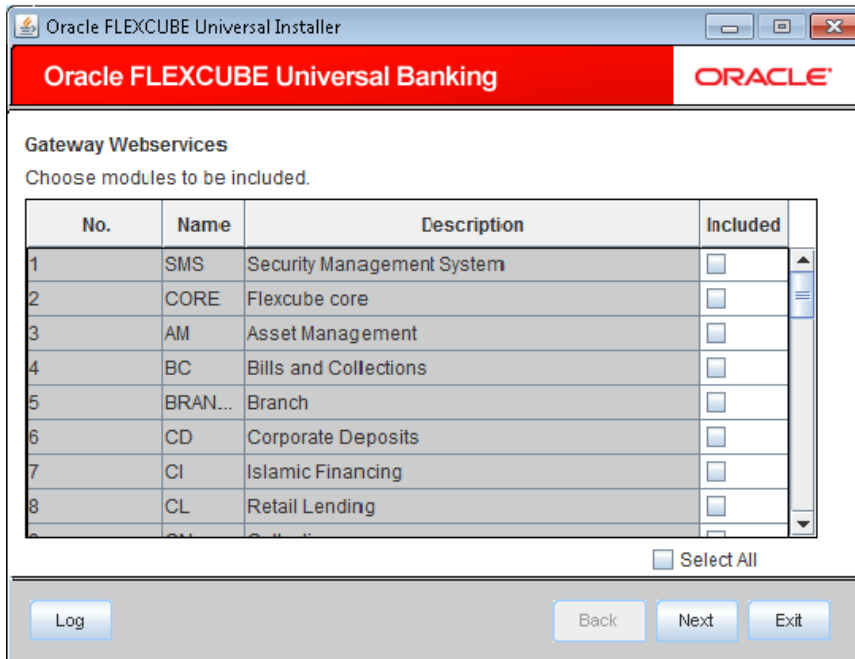 Oracle FLEXCUBE Universal Installer
Oracle FLEXCUBE Universal Banking
ORACLE
Gateway Webservices
Choose modules to be included.
No. Name Description Included
1 SMS Security Management System
2 CORE Flexcube core
3 AM Asset Management
4 BC Bills and Collections
5 BRAN... Branch
6 CD Corporate Deposits
7 CI Islamic Financing
8 CL Retail Lending
Select All
Log Back Next Exit